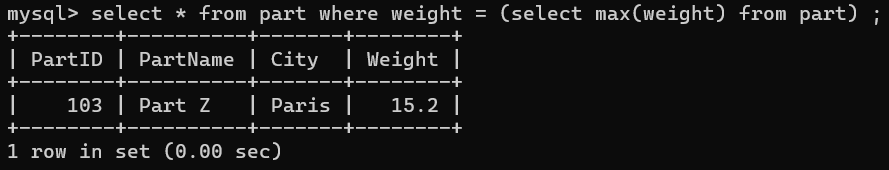 mysql> select * from part where weight = (select max(weight) from part) ;
+--------+----------+-------+--------+
| PartID | PartName | City  | Weight |
+--------+----------+-------+--------+
|    103 | Part Z   | Paris |   15.2 |
+--------+----------+-------+--------+
1 row in set (0.00 sec)